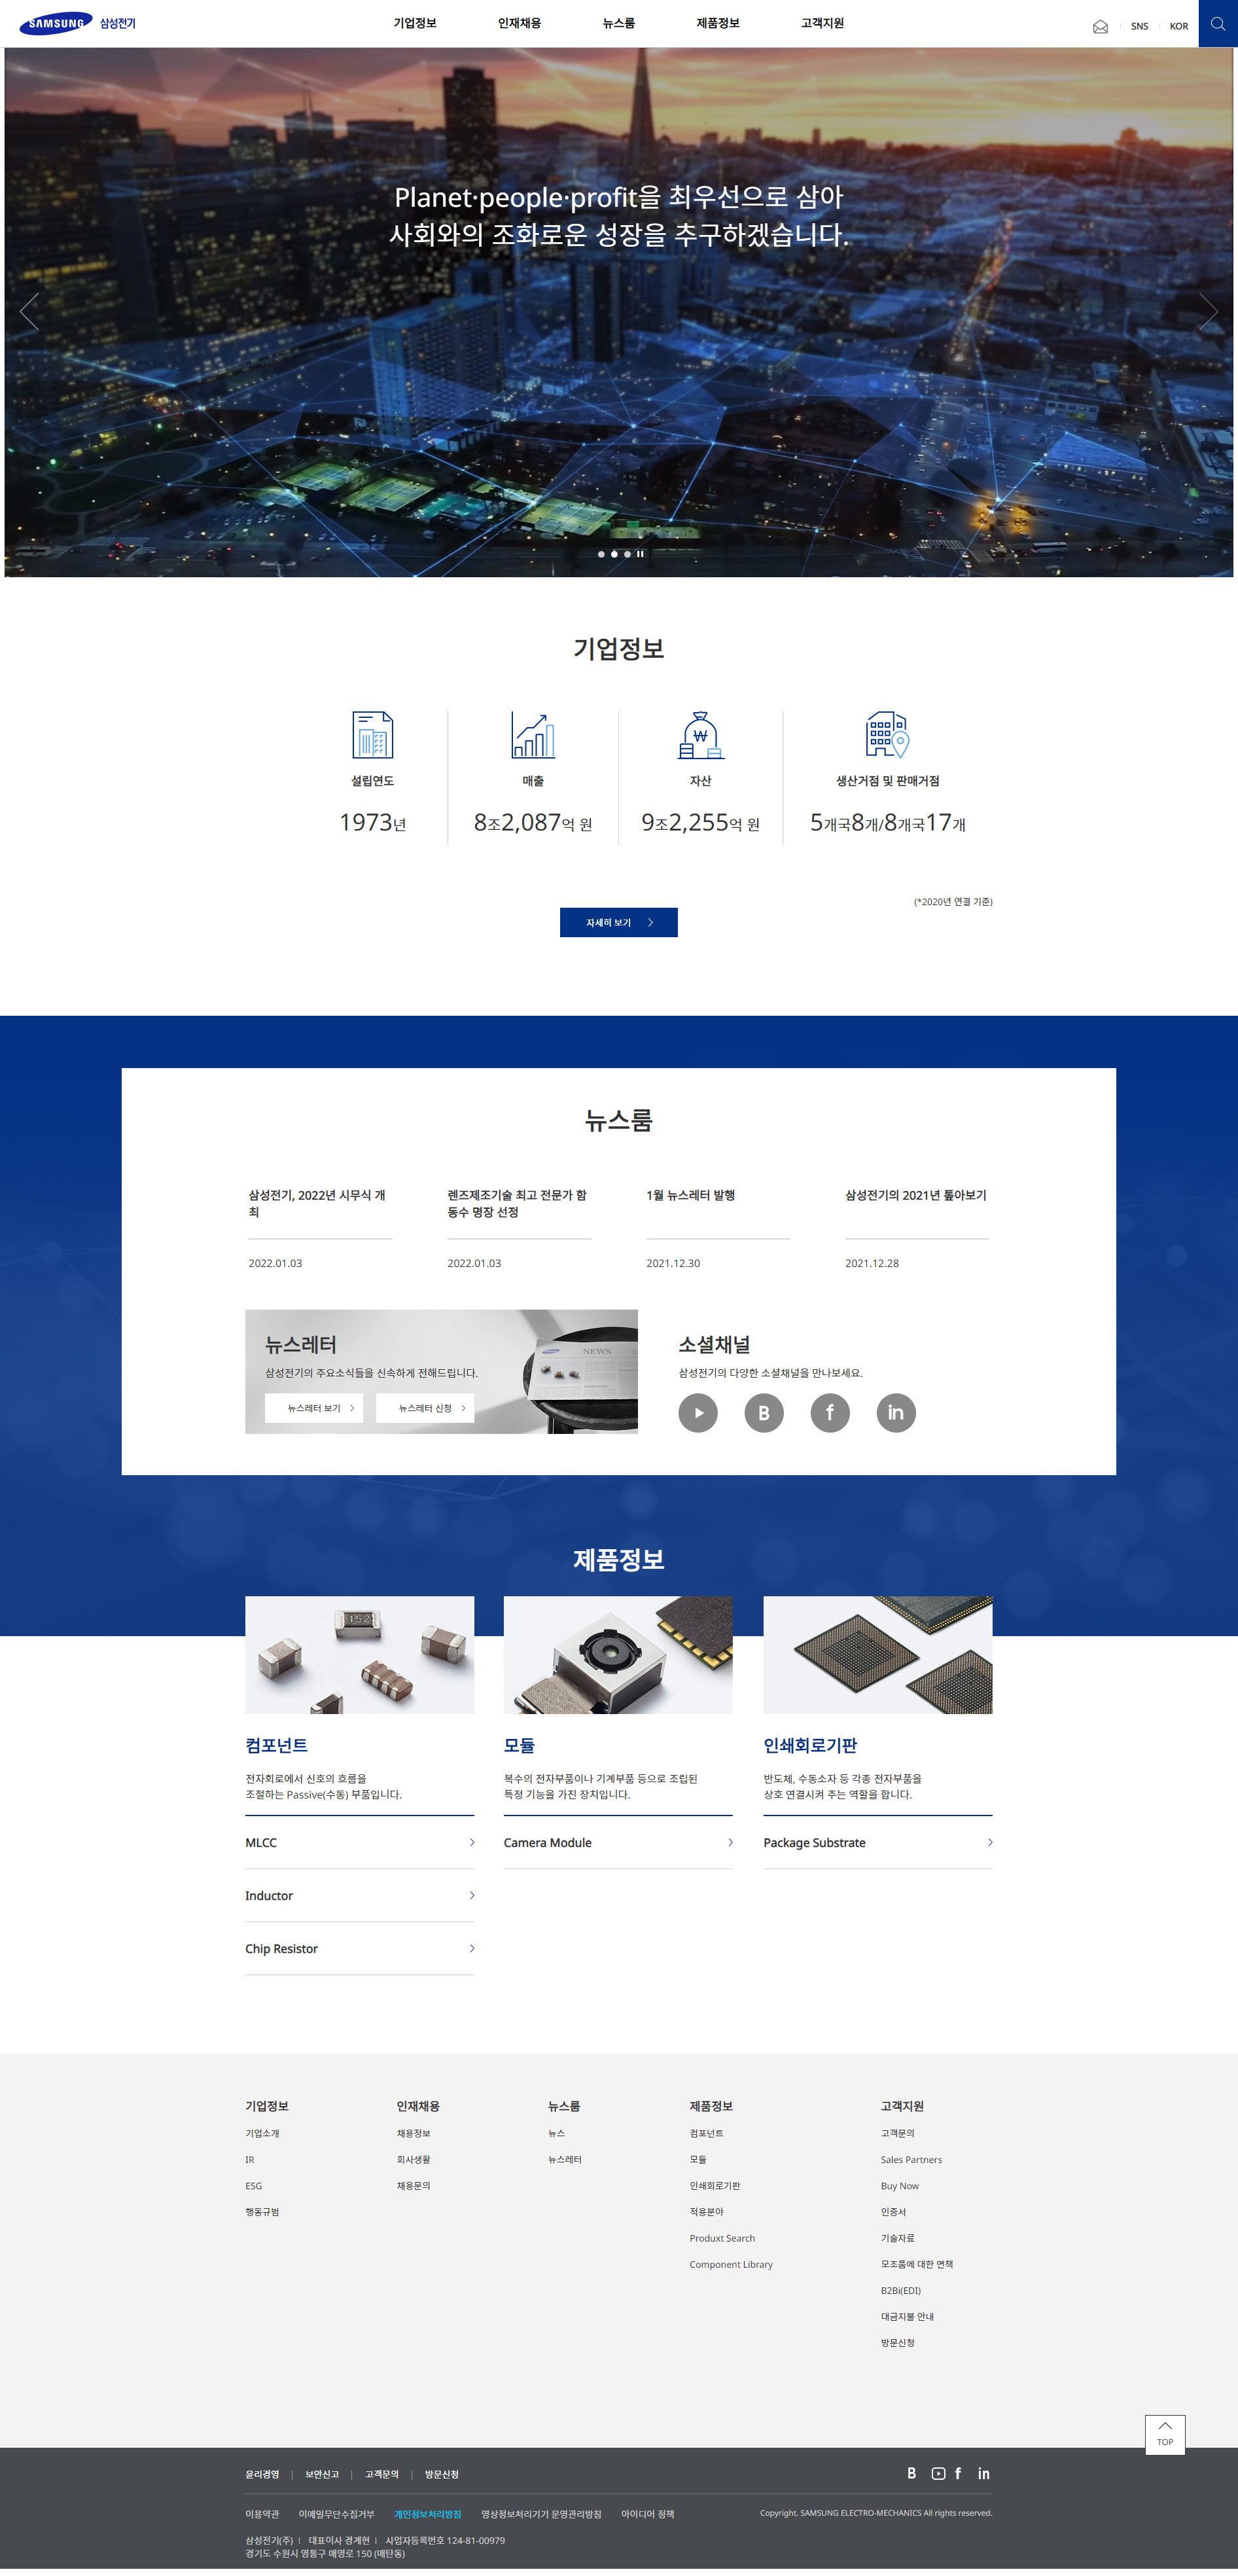 SAMSUNG 삼성전기
기업정보 인재채용 뉴스룸 제품정보 고객지원
SNS KOR
Planet·people·profit을 최우선으로 삼아
사회와의 조화로운 성장을 추구하겠습니다.
기업정보
설립연도 매출 자산 생산거점 및 판매거점
1973년 8조2,087억 원 9조2,255억 원 5개국8개/8개국17개
(*2020년 연결 기준)
자세히 보기
뉴스룸
삼성전기, 2022년 시무식 개
최
2022.01.03
렌즈제조기술 최고 전문가 함
동수 명장 선정
2022.01.03
1월 뉴스레터 발행
2021.12.30
삼성전기의 2021년 톺아보기
2021.12.28
뉴스레터
삼성전기의 주요소식들을 신속하게 전해드립니다.
뉴스레터 보기 뉴스레터 신청
NEWS
소셜채널
삼성전기의 다양한 소셜채널을 만나보세요.
B f in
제품정보
152
컴포넌트
전자회로에서 신호의 흐름을
조절하는 Passive(수동) 부품입니다.
MLCC
Inductor
Chip Resistor
모듈
복수의 전자부품이나 기계부품 등으로 조립된
특정 기능을 가진 장치입니다.
Camera Module
인쇄회로기판
반도체, 수동소자 등 각종 전자부품을
상호 연결시켜 주는 역할을 합니다.
Package Substrate
기업정보
기업소개
IR
ESG
행동규범
인재채용
채용정보
회사생활
채용문의
뉴스룸
뉴스
뉴스레터
제품정보
컴포넌트
모듈
인쇄회로기판
적용분야
Produxt Search
Component Library
고객지원
고객문의
Sales Partners
Buy Now
인증서
기술자료
모조품에 대한 면책
B2Bi(EDI)
대금지불 안내
방문신청
TOP
윤리경영 보안신고 고객문의 방문신청
B f in
이용약관 이메일무단수집거부 개인정보처리방침 영상정보처리기기 운영관리방침 아이디어 정책
Copyright. SAMSUNG ELECTRO-MECHANICS All rights reserved.
삼성전기(주) ㅣ 대표이사 경계현 ㅣ 사업자등록번호 124-81-00979
경기도 수원시 영통구 매영로 150 (매탄동)